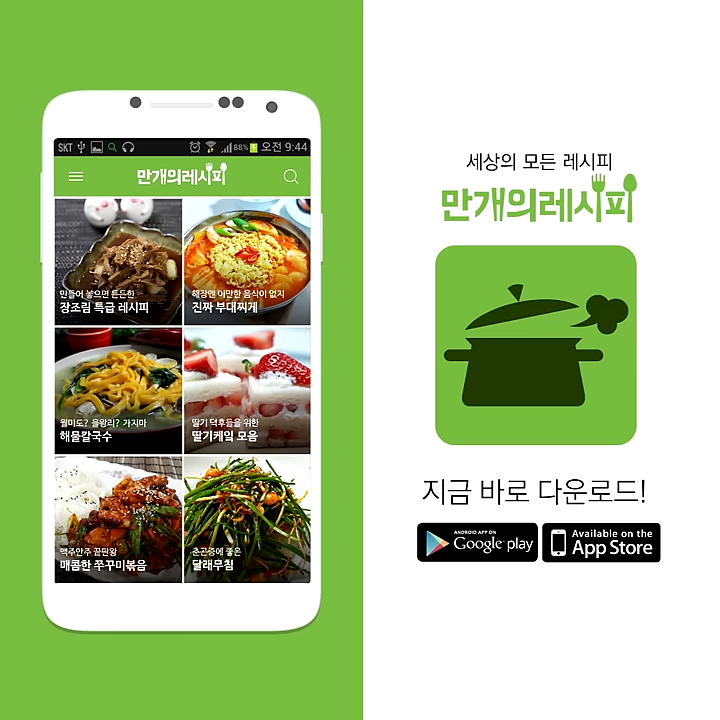 SKT 88% 오전 9:44
만개의레시피
만들어 놓으면 든든한
장조림 특급 레시피
해장엔 이만한 음식이 없지
진짜 부대찌게
월미도? 을왕리? 가지마
해물칼국수
딸기 덕후들을 위한
딸기케잌 모음
맥주안주 끝판왕
매콤한 쭈꾸미볶음
춘곤증에 좋은
달래무침
세상의 모든 레시피
만개의레시피
지금 바로 다운로드!
ANDROID APP ON
Google play
Available on the
App Store